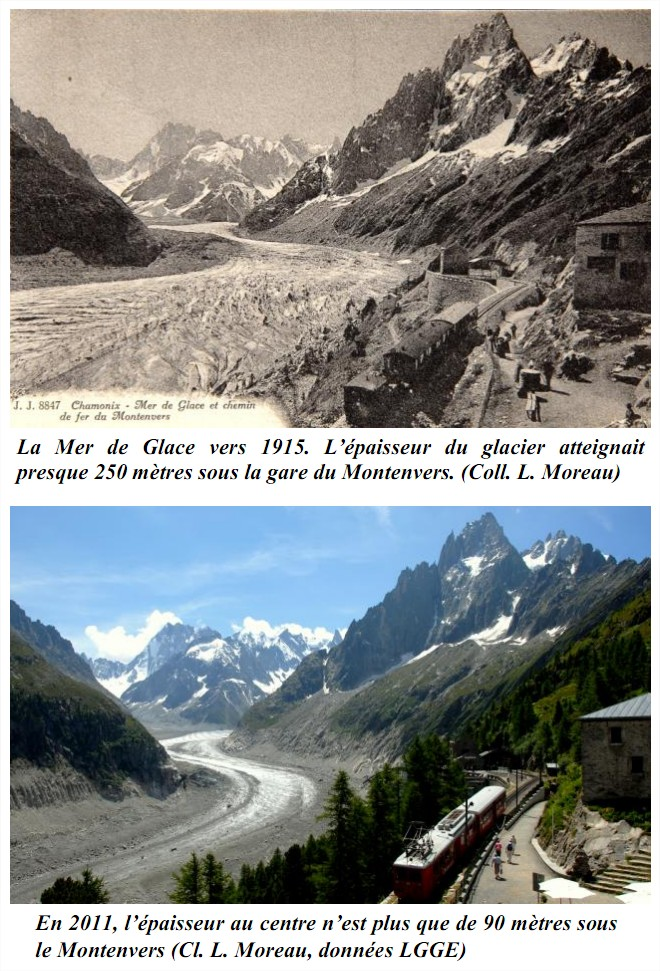 J. J. 8847 Chamonix - Mer de Glace et chemin
de fer du Montenvers.
La Mer de Glace vers 1915. L’épaisseur du glacier atteignait
presque 250 mètres sous la gare du Montenvers. (Coll. L. Moreau)
En 2011, l’épaisseur au centre n’est plus que de 90 mètres sous
le Montenvers (Cl. L. Moreau, données LGGE)